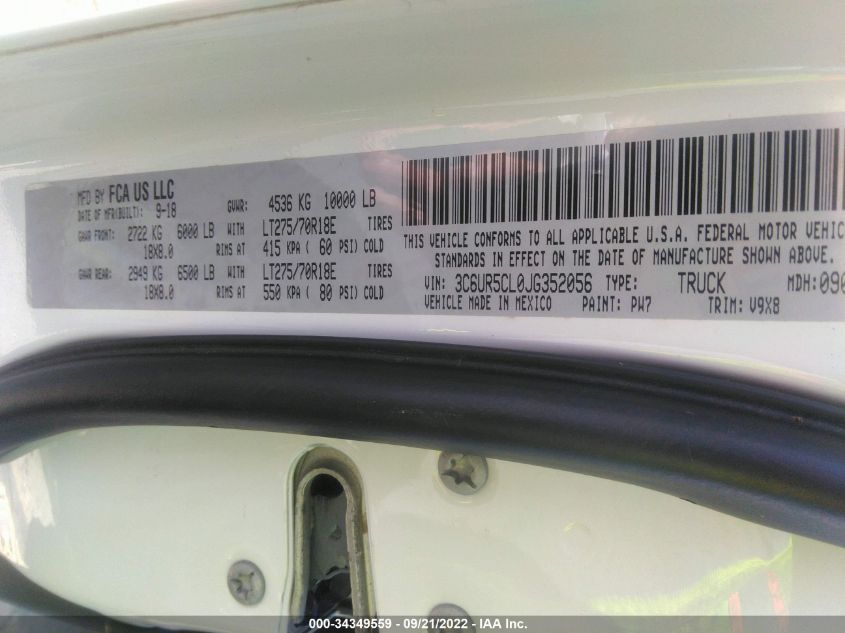 MFD BY FCA US LLC
DATE OF MFR(BUILT): 9-18 GVWR: 4536 KG 10000 LB
GAWR FRONT: 2722 KG 6000 LB WITH LT275/70R18E TIRES
18X8.0 RIMS AT 415 KPA ( 60 PSI) COLD
GAWR REAR: 2949 KG 6500 LB WITH LT275/70R18E TIRES
18X8.0 RIMS AT 550 KPA ( 80 PSI) COLD
THIS VEHICLE CONFORMS TO ALL APPLICABLE U.S.A. FEDERAL MOTOR VEHIC
STANDARDS IN EFFECT ON THE DATE OF MANUFACTURE SHOWN ABOVE.
VIN: 3C6UR5CL0JG352056 TYPE: TRUCK MDH:090
VEHICLE MADE IN MEXICO PAINT: PW7 TRIM: V9X8
000-34349559 - 09/21/2022 - IAA Inc.